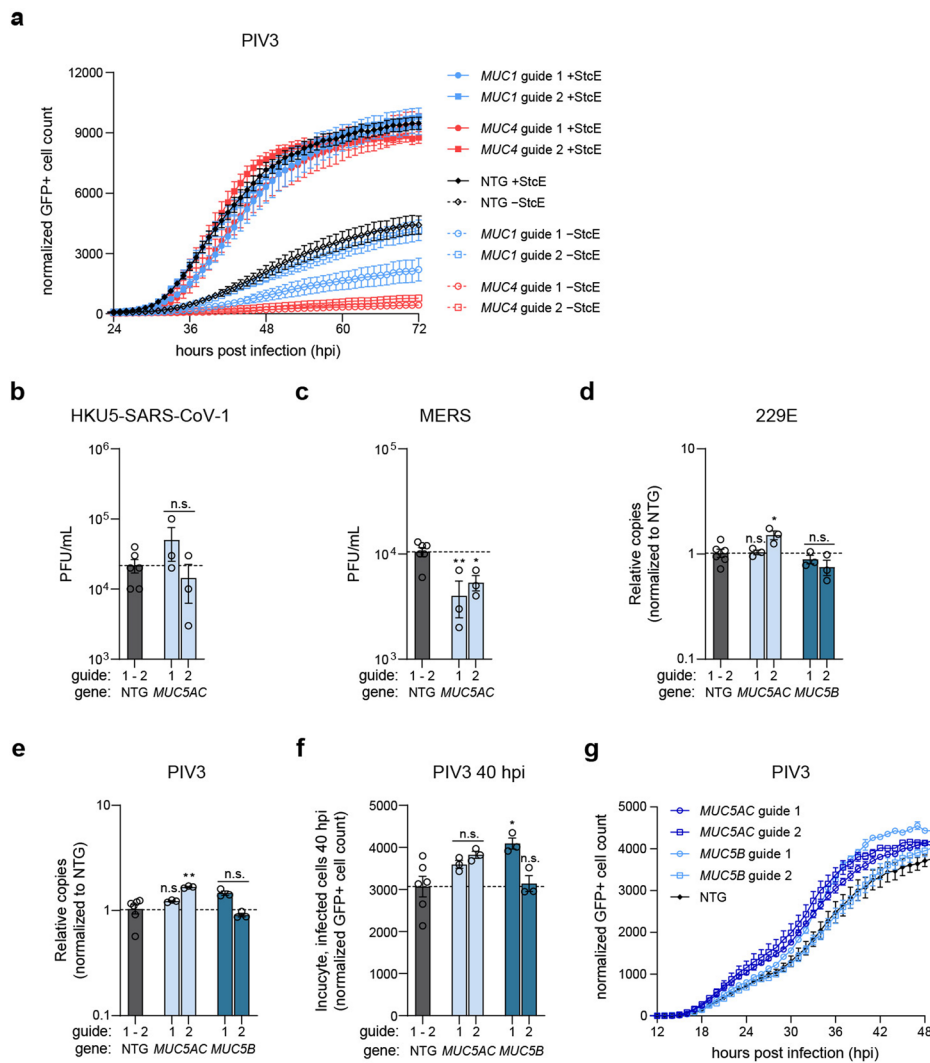 a
PIV3
normalized GFP+ cell count
12000
9000
6000
3000
0
24 36 48 60 72
hours post infection (hpi)
MUC1 guide 1 +StcE
MUC1 guide 2 +StcE
MUC4 guide 1 +StcE
MUC4 guide 2 +StcE
NTG +StcE
NTG −StcE
MUC1 guide 1 −StcE
MUC1 guide 2 −StcE
MUC4 guide 1 −StcE
MUC4 guide 2 −StcE
b
HKU5-SARS-CoV-1
PFU/mL
10⁶
10⁵
10⁴
10³
n.s.
guide: 1 - 2 1 2
gene: NTG MUC5AC
c
MERS
PFU/mL
10⁵
10⁴
10³
** *
guide: 1 - 2 1 2
gene: NTG MUC5AC
d
229E
Relative copies
(normalized to NTG)
10
1
0.1
n.s. * n.s.
guide: 1 - 2 1 2 1 2
gene: NTG MUC5AC MUC5B
e
PIV3
Relative copies
(normalized to NTG)
10
1
0.1
n.s. ** n.s.
guide: 1 - 2 1 2 1 2
gene: NTG MUC5AC MUC5B
f
PIV3 40 hpi
Incucyte, infected cells 40 hpi
(normalized GFP+ cell count)
5000
4000
3000
2000
1000
0
n.s. * n.s.
guide: 1 - 2 1 2 1 2
gene: NTG MUC5AC MUC5B
g
PIV3
normalized GFP+ cell count
5000
4000
3000
2000
1000
0
12 18 24 30 36 42 48
hours post infection (hpi)
MUC5AC guide 1
MUC5AC guide 2
MUC5B guide 1
MUC5B guide 2
NTG